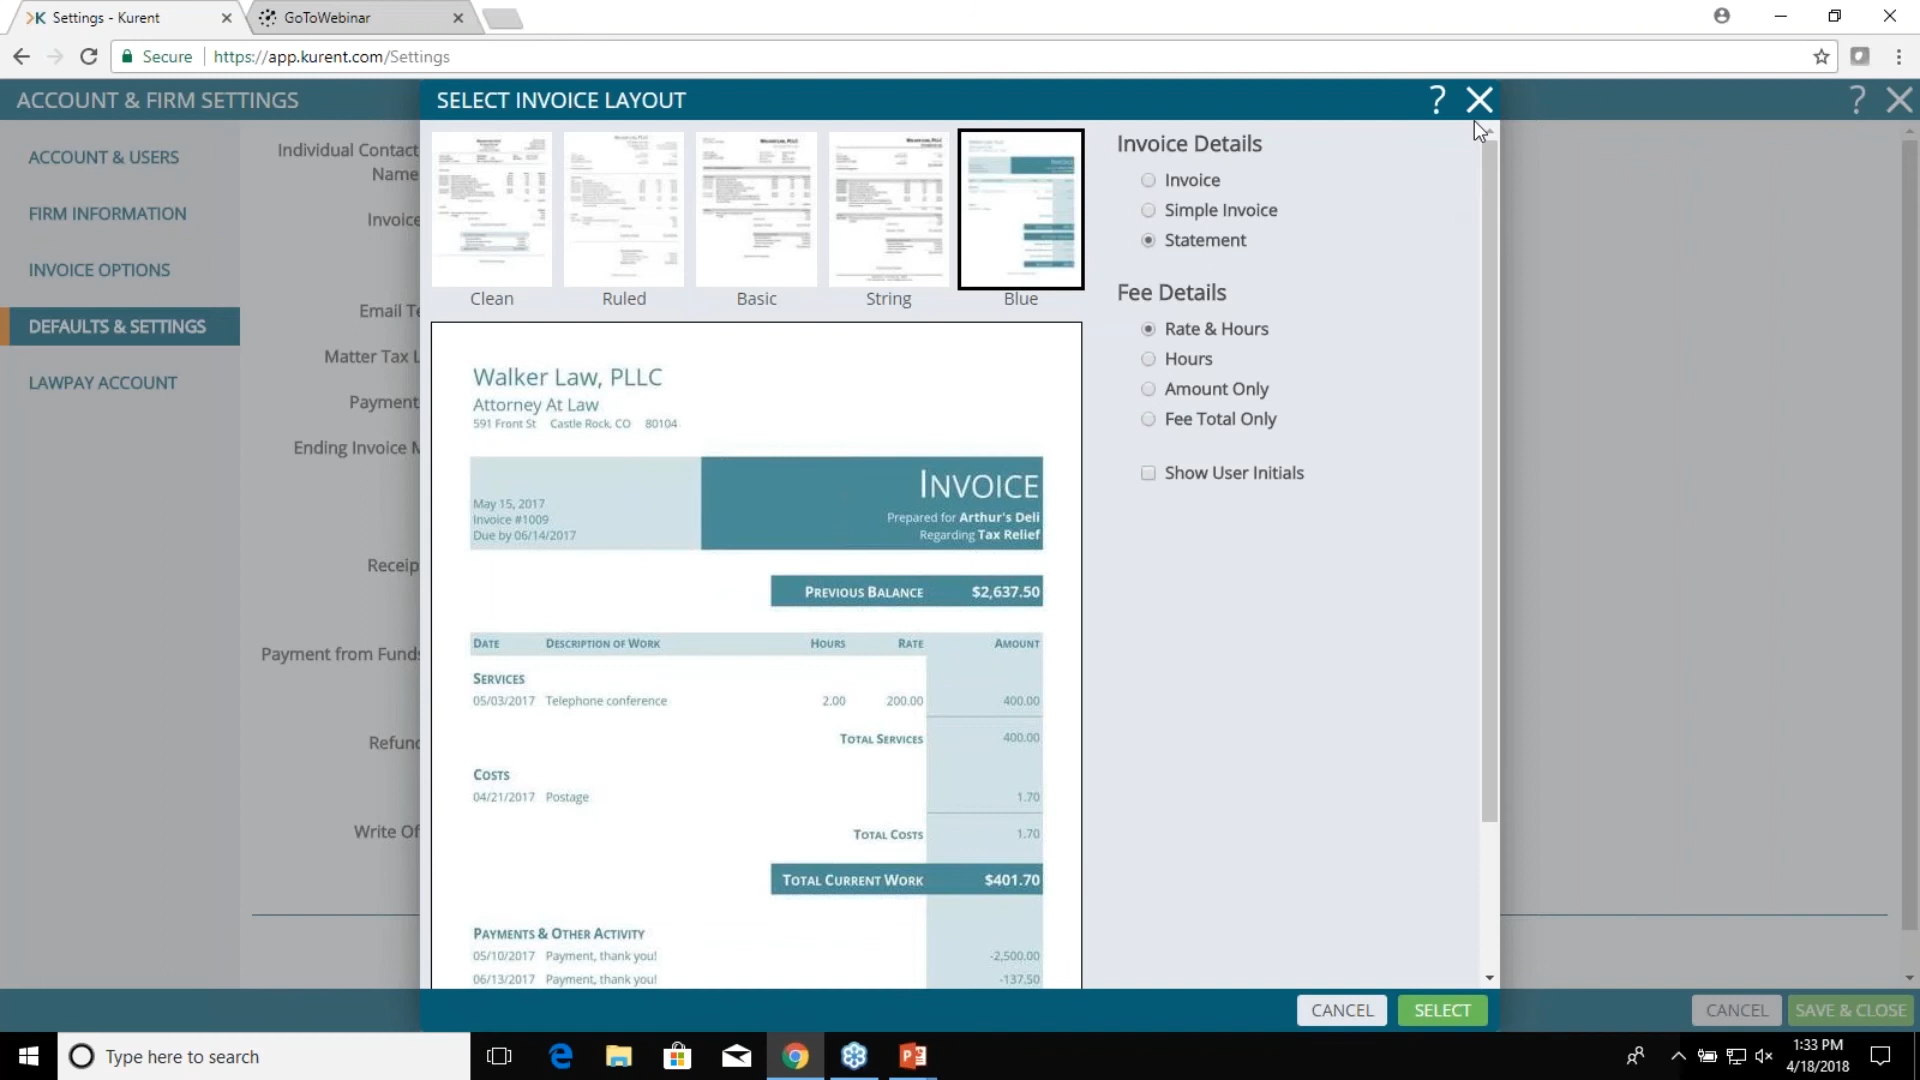 Settings - Kurent
GoToWebinar
Secure
https://app.kurent.com/Settings
ACCOUNT & FIRM SETTINGS
?
SELECT INVOICE LAYOUT
?
ACCOUNT & USERS
FIRM INFORMATION
INVOICE OPTIONS
DEFAULTS & SETTINGS
LAWPAY ACCOUNT
Individual Contact
Name
Invoice
Email Te
Matter Tax L
Payment
Ending Invoice M
Receip
Payment from Funds
Refund
Write Of
Clean
Ruled
Basic
String
Blue
Walker Law, PLLC
Attorney At Law
591 Front St Castle Rock, CO 80104
May 15, 2017
Invoice #1009
Due by 06/14/2017
INVOICE
Prepared for Arthur's Deli
Regarding Tax Relief
PREVIOUS BALANCE $2,637.50
DATE DESCRIPTION OF WORK HOURS RATE AMOUNT
SERVICES
05/03/2017 Telephone conference 2.00 200.00 400.00
TOTAL SERVICES 400.00
COSTS
04/21/2017 Postage 1.70
TOTAL COSTS 1.70
TOTAL CURRENT WORK $401.70
PAYMENTS & OTHER ACTIVITY
05/10/2017 Payment, thank you! -2,500.00
06/13/2017 Payment, thank you! -137.50
Invoice Details
Invoice
Simple Invoice
Statement
Fee Details
Rate & Hours
Hours
Amount Only
Fee Total Only
Show User Initials
CANCEL
SELECT
CANCEL
SAVE & CLOSE
Type here to search
1:33 PM
4/18/2018